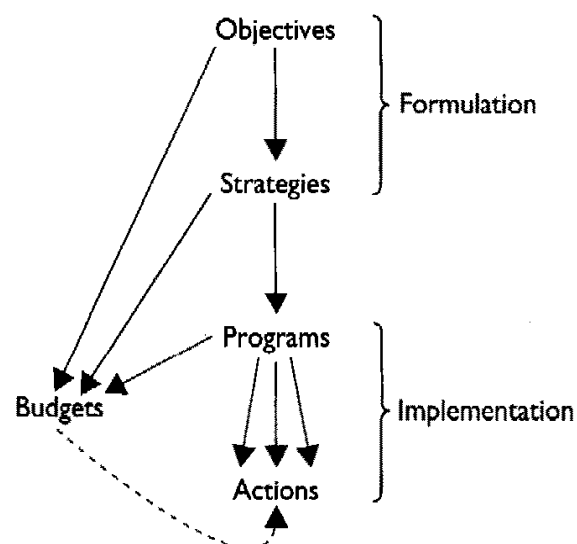 Objectives
Formulation
Strategies
Programs
Budgets
Implementation
Actions